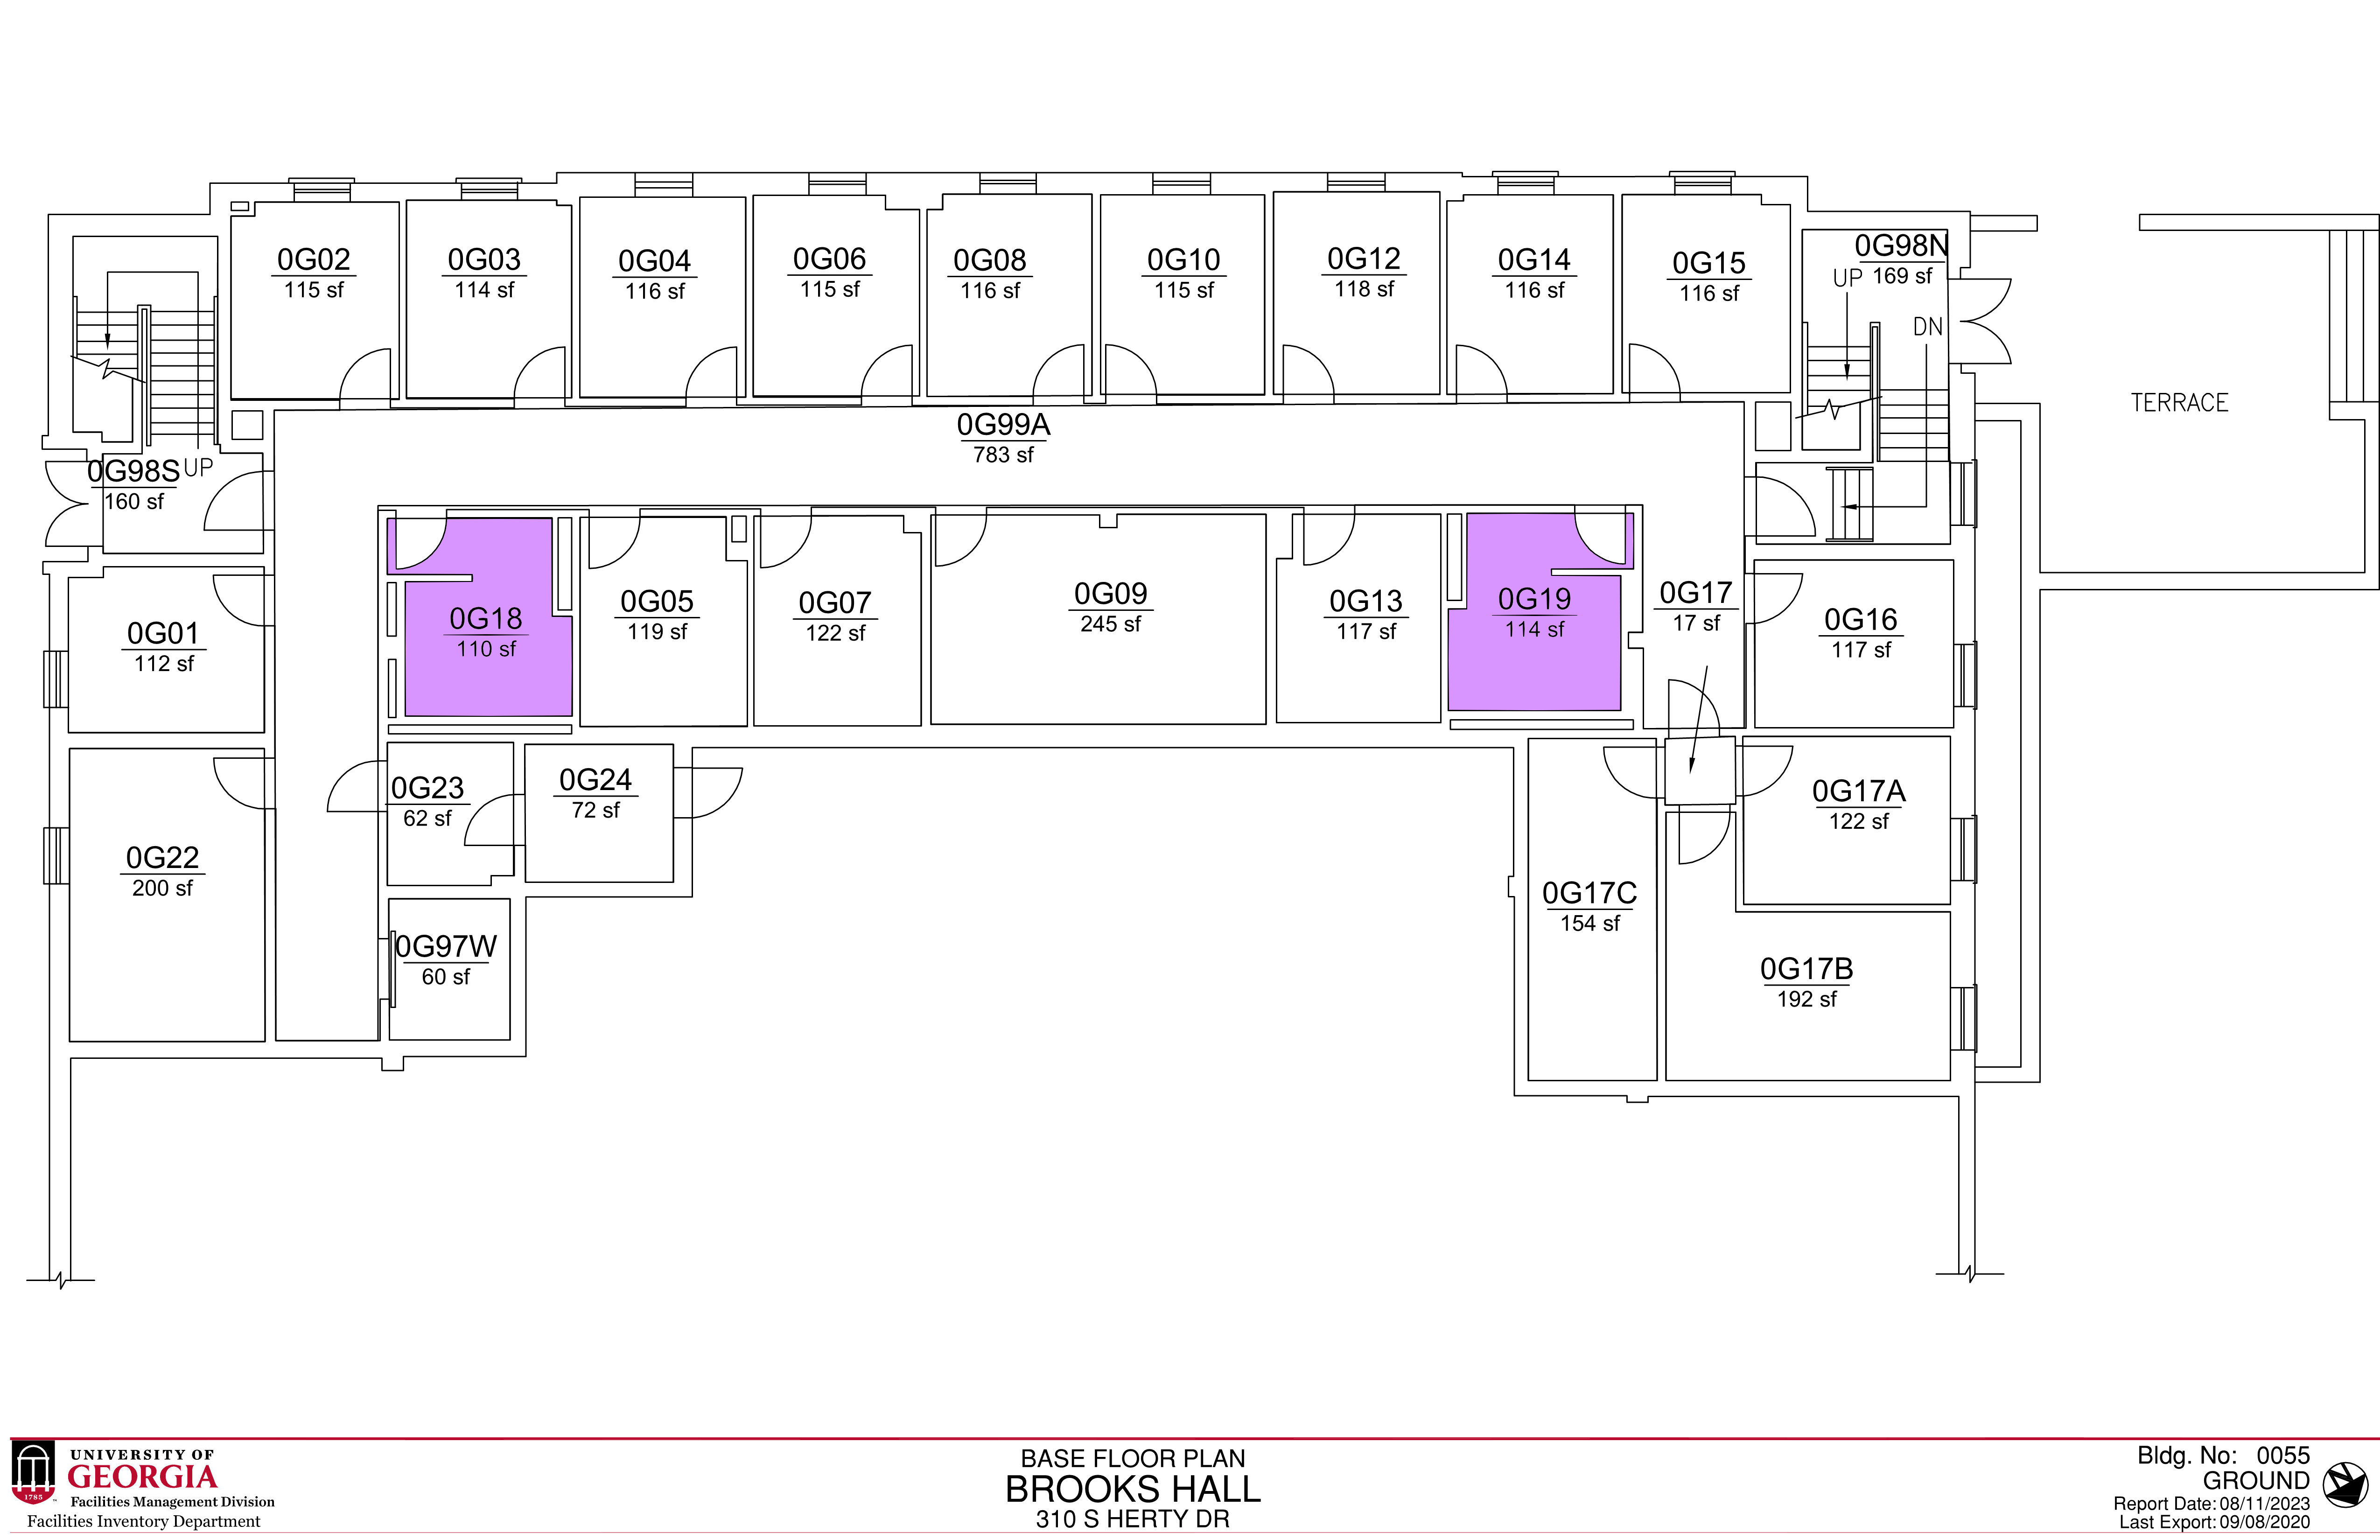 0G02
115 sf
0G03
114 sf
0G04
116 sf
0G06
115 sf
0G08
116 sf
0G10
115 sf
0G12
118 sf
0G14
116 sf
0G15
116 sf
0G98N
169 sf
UP
DN
TERRACE
0G99A
783 sf
0G98S
160 sf
UP
0G01
112 sf
0G18
110 sf
0G05
119 sf
0G07
122 sf
0G09
245 sf
0G13
117 sf
0G19
114 sf
0G17
17 sf
0G16
117 sf
0G22
200 sf
0G23
62 sf
0G24
72 sf
0G97W
60 sf
0G17A
122 sf
0G17C
154 sf
0G17B
192 sf
1785
UNIVERSITY OF
GEORGIA
Facilities Management Division
Facilities Inventory Department
BASE FLOOR PLAN
BROOKS HALL
310 S HERTY DR
Bldg. No: 0055
GROUND
Report Date: 08/11/2023
Last Export: 09/08/2020